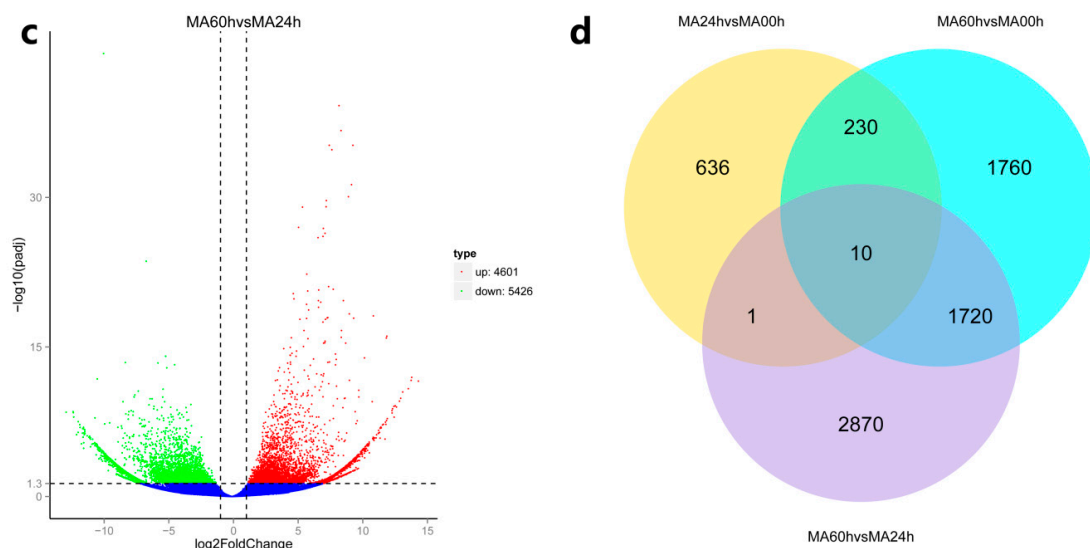 c
MA60hvsMA24h
30
15
1.3
0
−10
−5
0
5
10
15
−log10(padj)
log2FoldChange
type
up: 4601
down: 5426
d
MA24hvsMA00h
MA60hvsMA00h
636
230
1760
10
1
1720
2870
MA60hvsMA24h